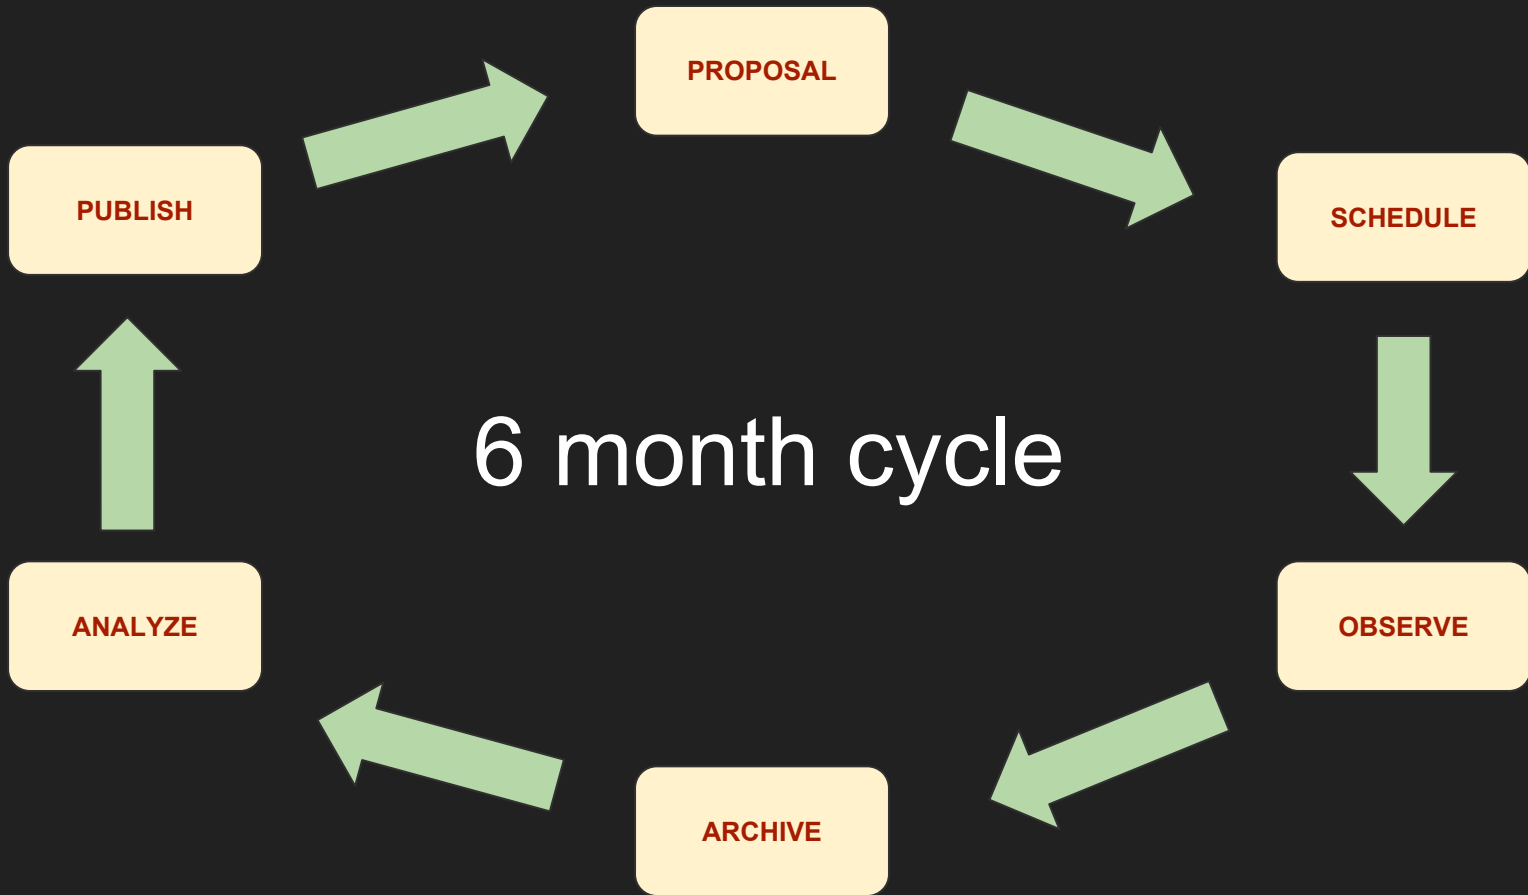 PROPOSAL
PUBLISH
SCHEDULE
6 month cycle
ANALYZE
OBSERVE
ARCHIVE